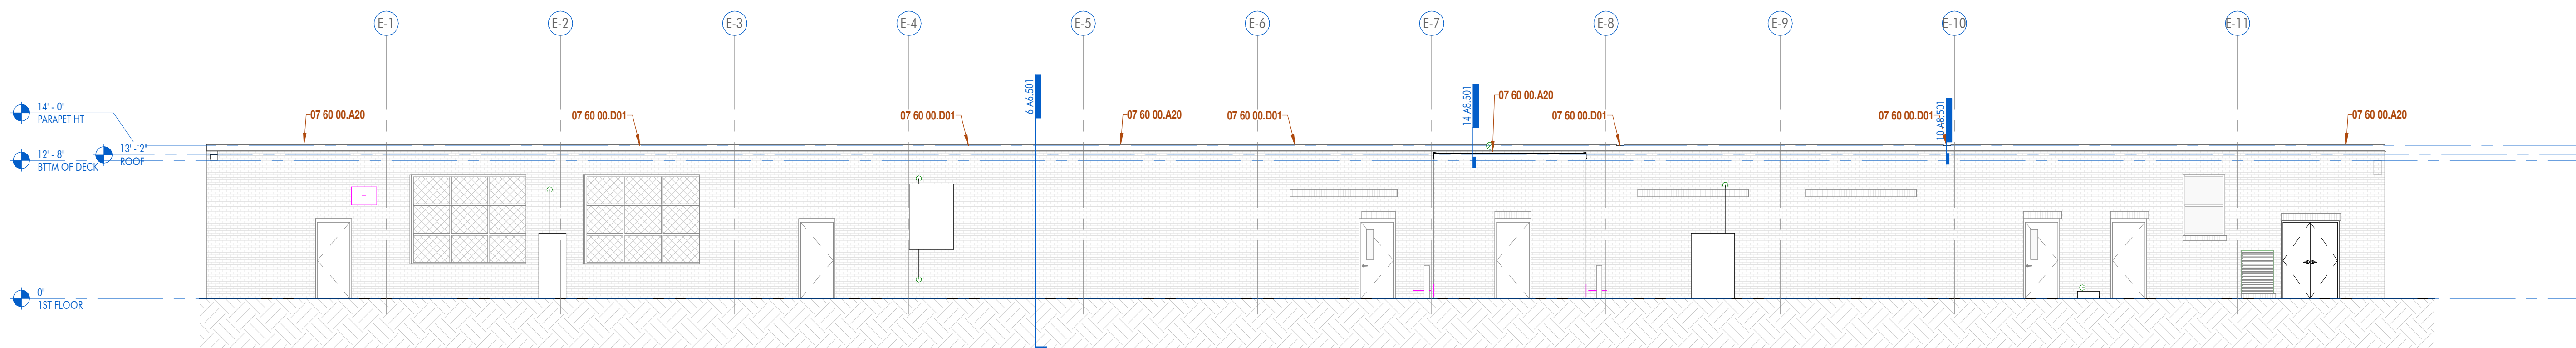 E-1
E-2
E-3
E-4
E-5
E-6
E-7
E-8
E-9
E-10
E-11
6 A6.501
14 A8.501
10 A8.501
07 60 00.A20
14' - 0"
PARAPET HT
07 60 00.A20
07 60 00.D01
07 60 00.D01
07 60 00.A20
07 60 00.D01
07 60 00.D01
07 60 00.D01
07 60 00.A20
13' - 2"
ROOF
12' - 8"
BTTM OF DECK
0"
1ST FLOOR